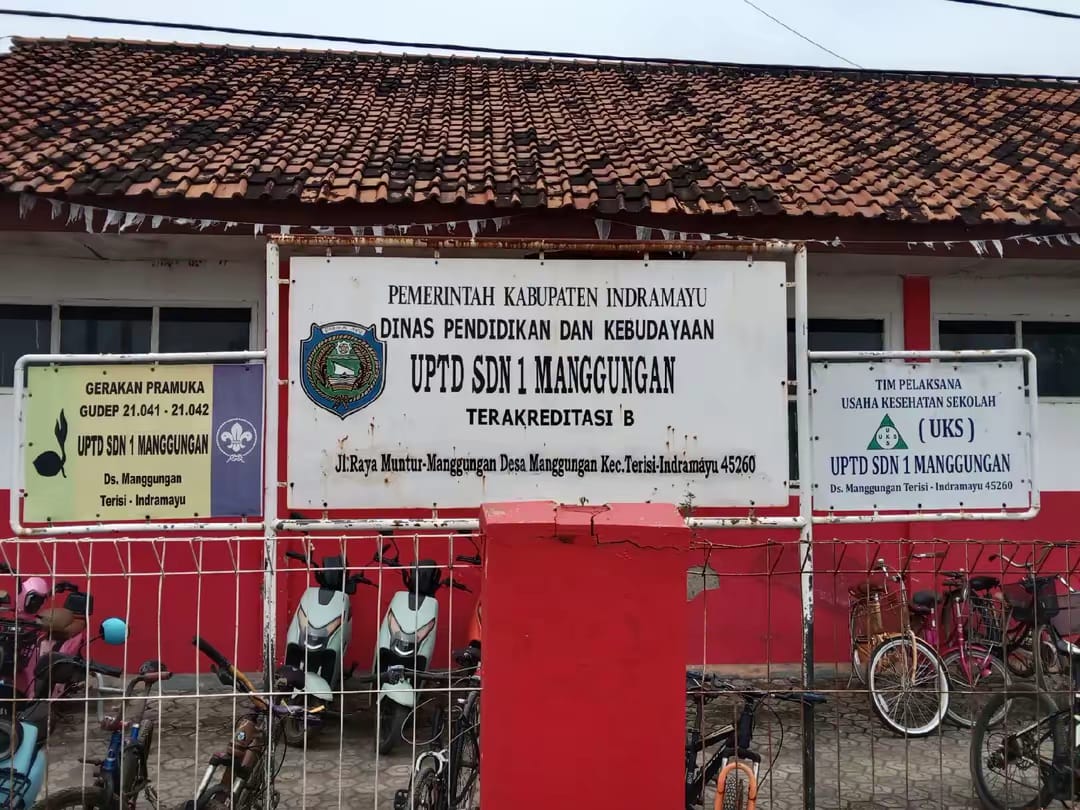 PEMERINTAH KABUPATEN INDRAMAYU
DINAS PENDIDIKAN DAN KEBUDAYAAN
UPTD SDN 1 MANGGUNGAN
TERAKREDITASI B
Jl:Raya Muntur-Manggungan Desa Manggungan Kec.Terisi-Indramayu 45260
GERAKAN PRAMUKA
GUDEP 21.041 - 21.042
UPTD SDN 1 MANGGUNGAN
Ds. Manggungan
Terisi - Indramayu
TIM PELAKSANA
USAHA KESEHATAN SEKOLAH
( UKS )
UPTD SDN 1 MANGGUNGAN
Ds. Manggungan Terisi - Indramayu 45260